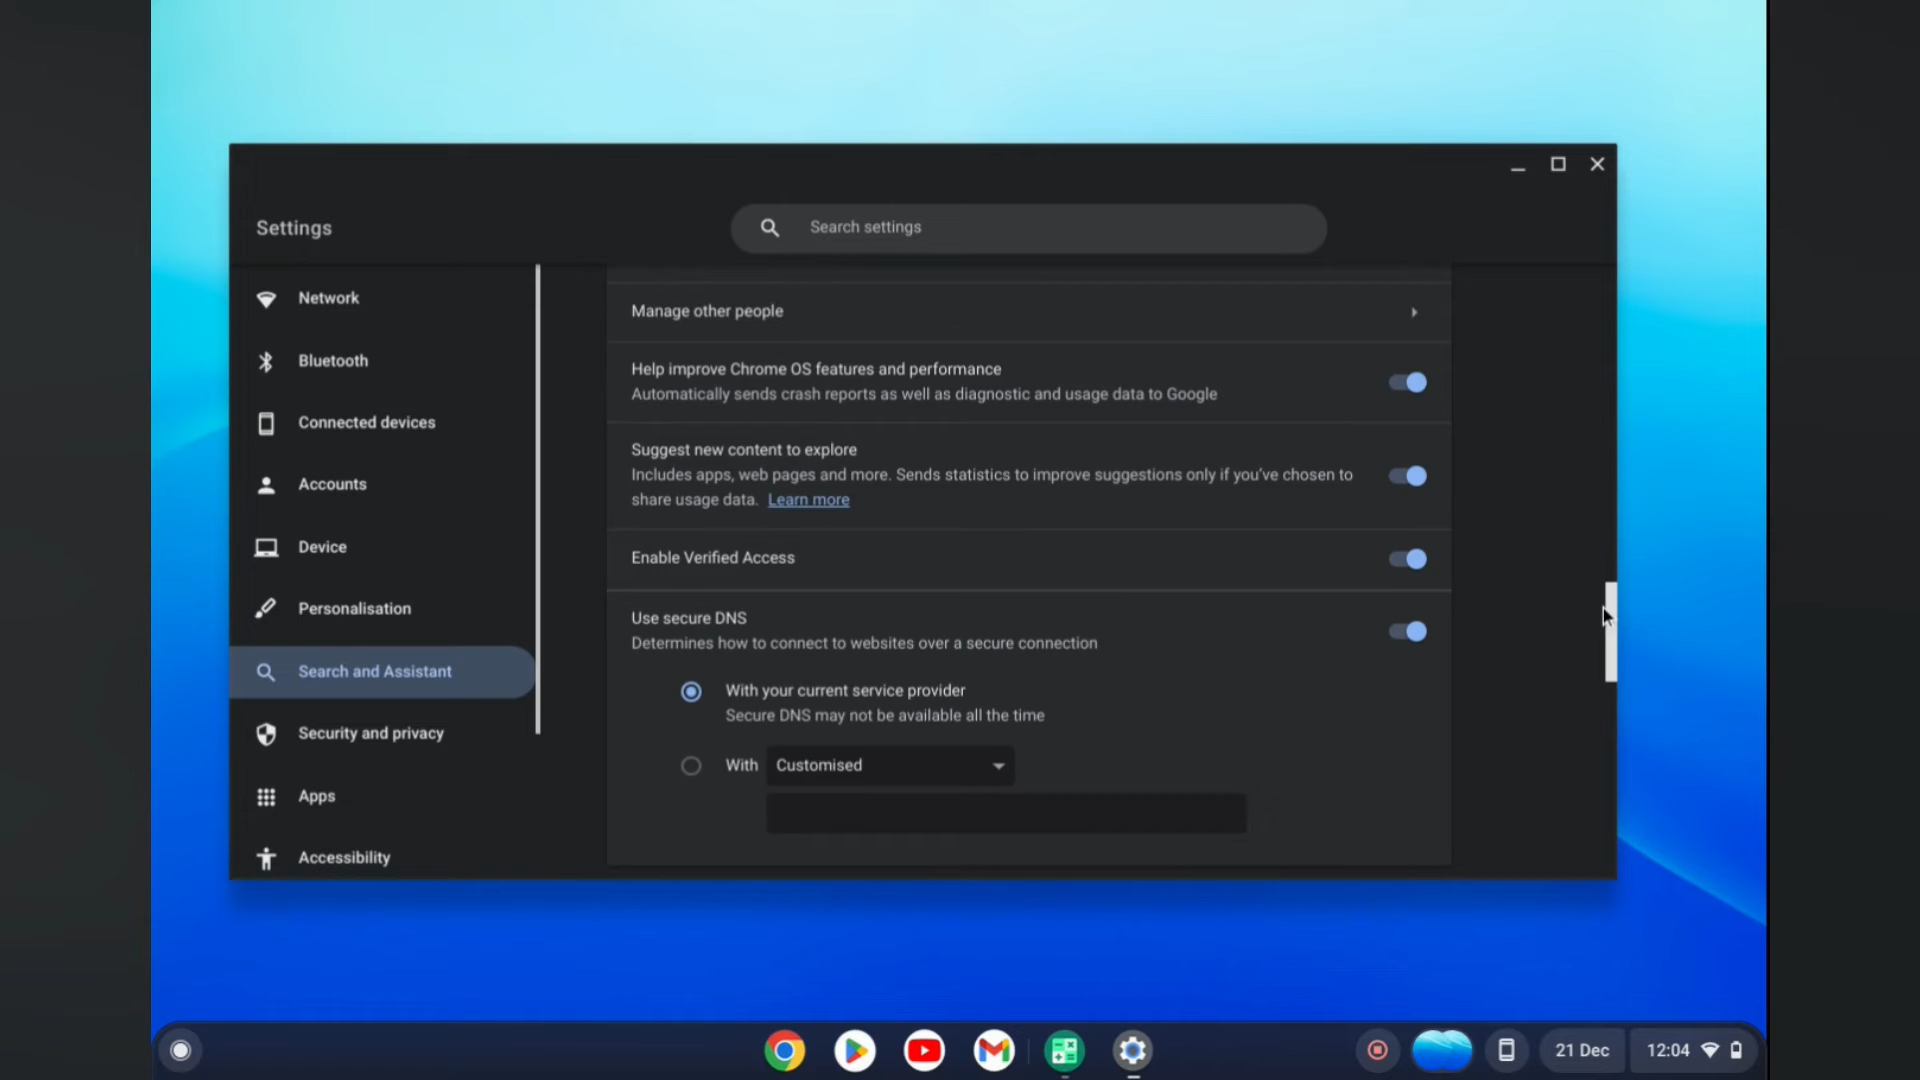 Settings
Search settings
Network
Bluetooth
Connected devices
Accounts
Device
Personalisation
Search and Assistant
Security and privacy
Apps
Accessibility
Manage other people
Help improve Chrome OS features and performance
Automatically sends crash reports as well as diagnostic and usage data to Google
Suggest new content to explore
Includes apps, web pages and more. Sends statistics to improve suggestions only if you've chosen to
share usage data. Learn more
Enable Verified Access
Use secure DNS
Determines how to connect to websites over a secure connection
With your current service provider
Secure DNS may not be available all the time
With Customised
21 Dec
12:04